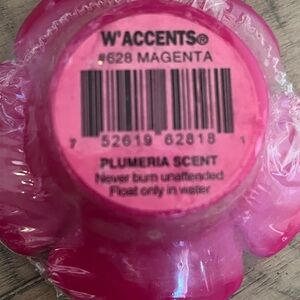 W'ACCENTS®
#628 MAGENTA
7 52619 62818 1
PLUMERIA SCENT
Never burn unattended
Float only in water